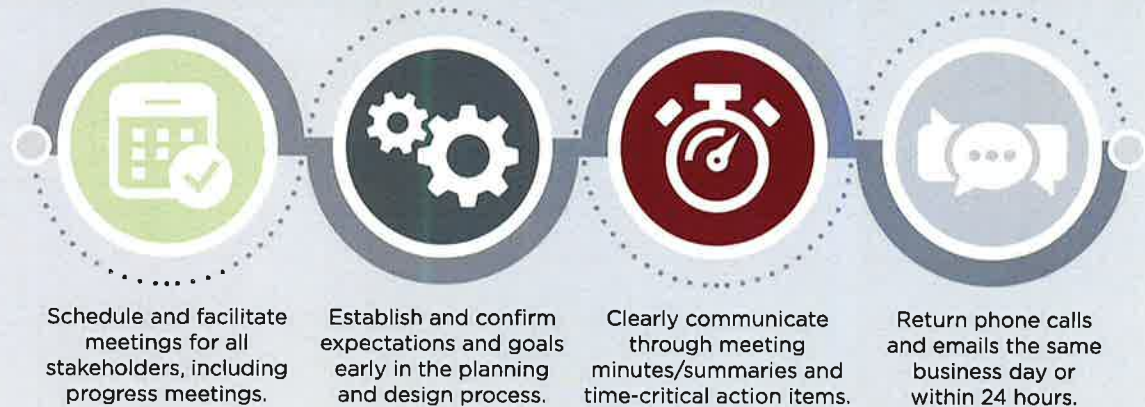 Schedule and facilitate
meetings for all
stakeholders, including
progress meetings.
Establish and confirm
expectations and goals
early in the planning
and design process.
Clearly communicate
through meeting
minutes/summaries and
time-critical action items.
Return phone calls
and emails the same
business day or
within 24 hours.